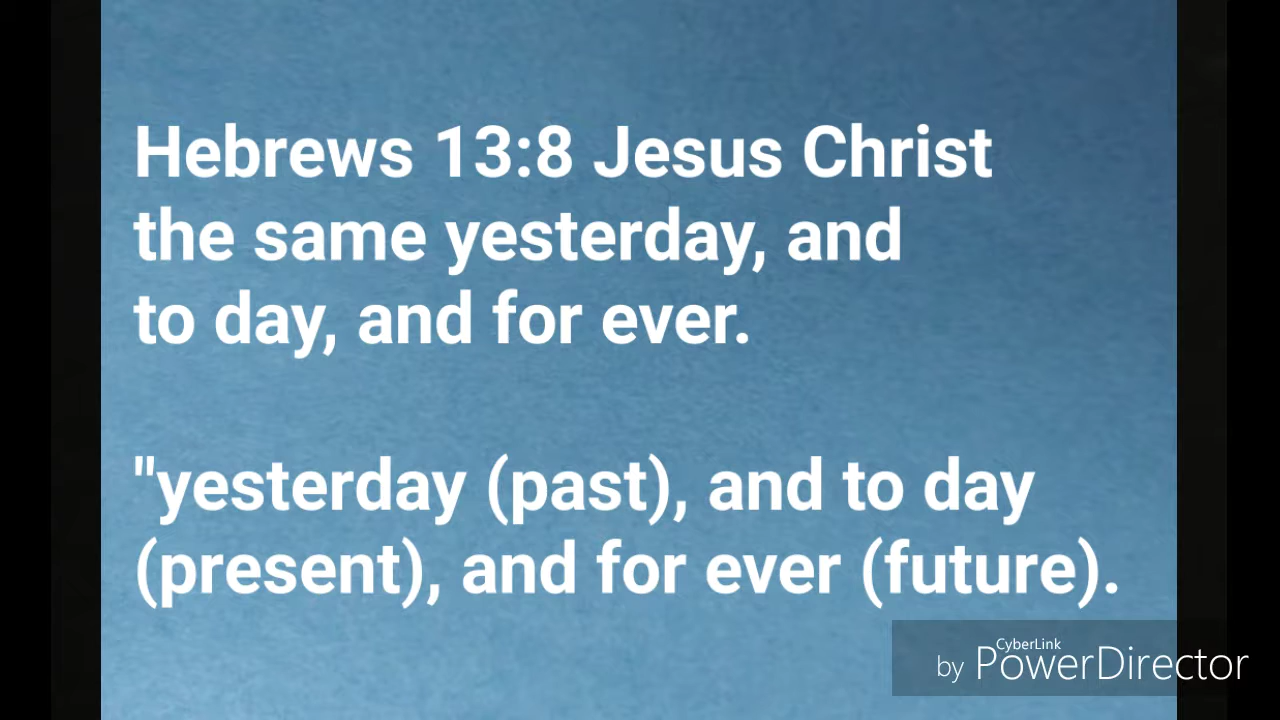 Hebrews 13:8 Jesus Christ
the same yesterday, and
to day, and for ever.
"yesterday (past), and to day
(present), and for ever (future).
CyberLink
by PowerDirector